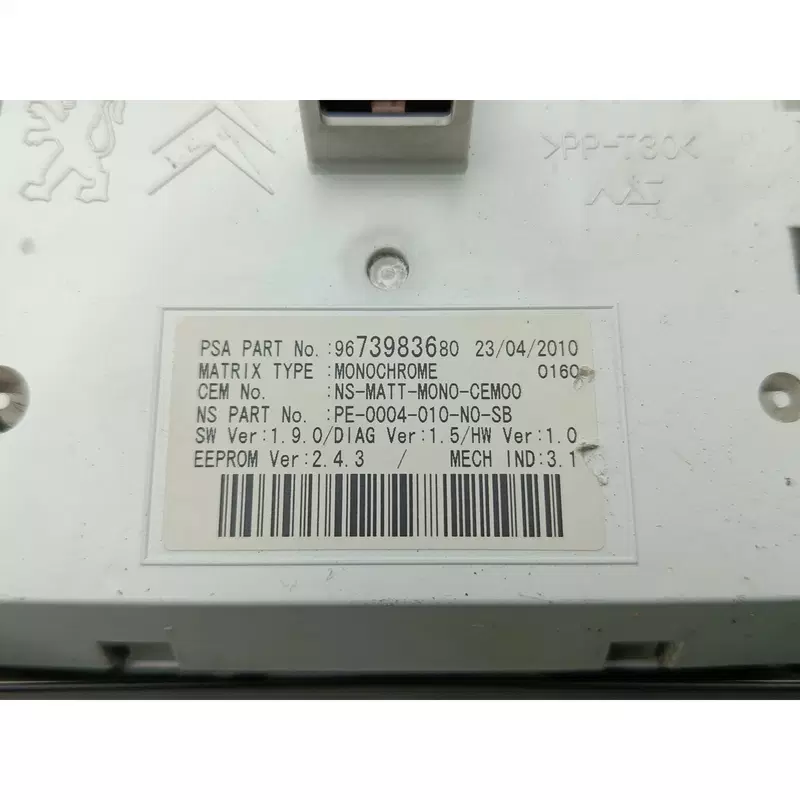 >PP-T30<
PSA PART No. :9673983680 23/04/2010
MATRIX TYPE :MONOCHROME 0160
CEM No. :NS-MATT-MONO-CEM00
NS PART No. :PE-0004-010-N0-SB
SW Ver:1.9.0/DIAG Ver:1.5/HW Ver:1.0
EEPROM Ver:2.4.3 / MECH IND:3.1